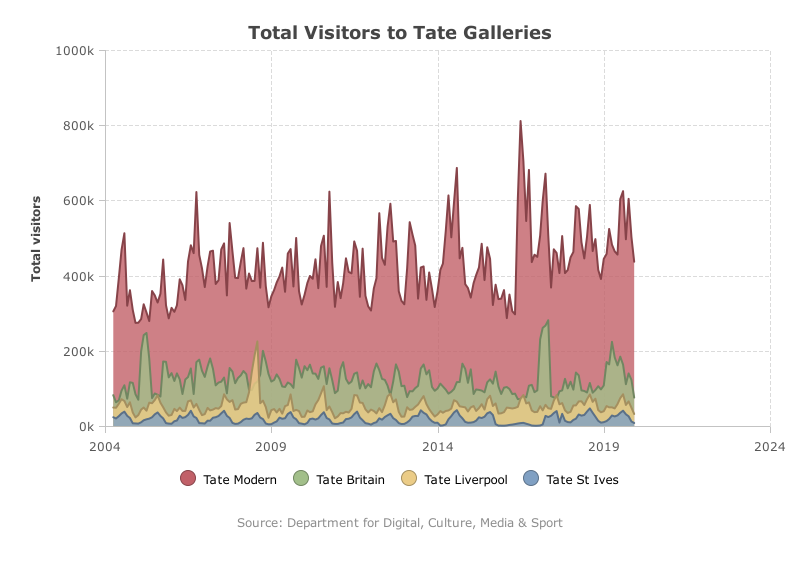 Total Visitors to Tate Galleries
1000k
800k
600k
400k
200k
0k
Total visitors
2004
2009
2014
2019
2024
Tate Modern
Tate Britain
Tate Liverpool
Tate St Ives
Source: Department for Digital, Culture, Media & Sport